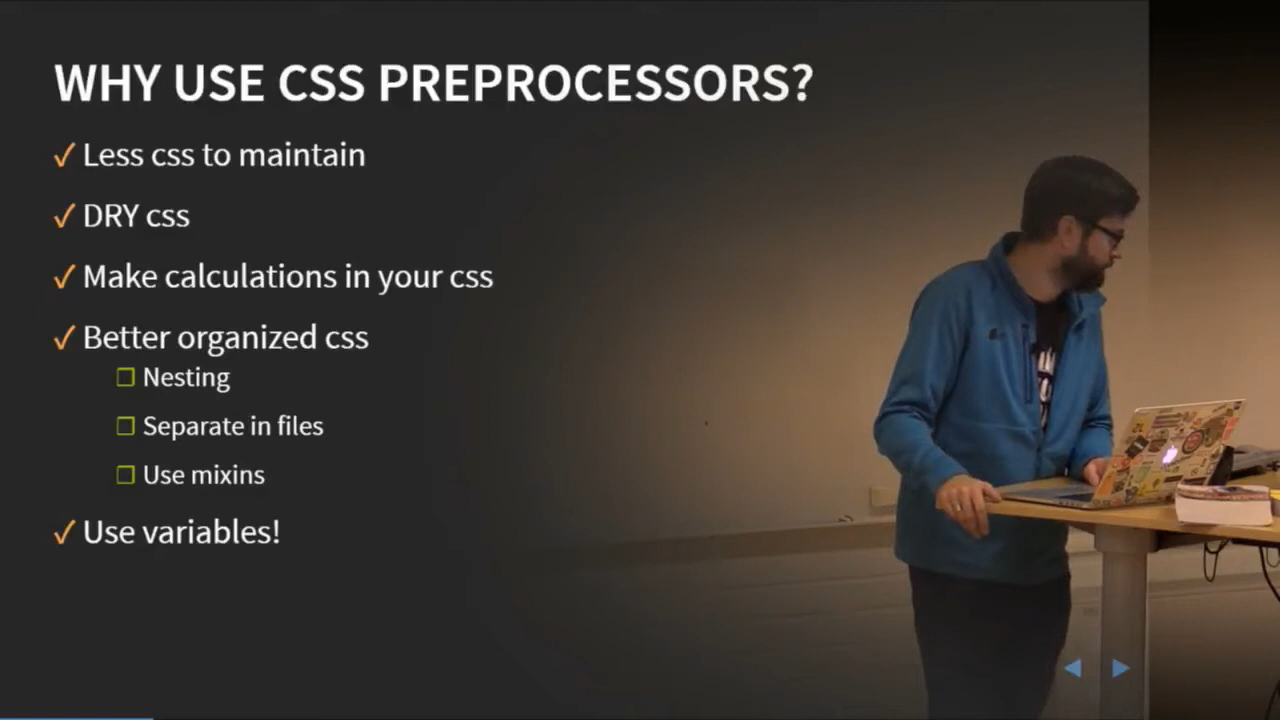 WHY USE CSS PREPROCESSORS?
✓ Less css to maintain
✓ DRY css
✓ Make calculations in your css
✓ Better organized css
❒ Nesting
❒ Separate in files
❒ Use mixins
✓ Use variables!